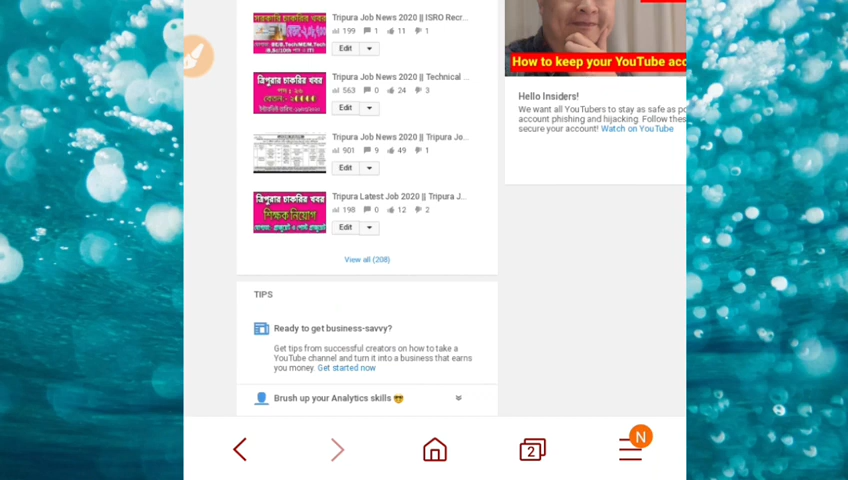 Tripura Job News 2020 || ISRO Recr...
199 1 11 1
Edit
ত্রিপুরার চাকরির খবর
Tripura Job News 2020 || Technical ...
563 0 24 3
Edit
Tripura Job News 2020 || Tripura Jo...
901 9 49 1
Edit
ত্রিপুরার চাকরির খবর
শিক্ষক নিয়োগ
Tripura Latest Job 2020 || Tripura J...
198 0 12 2
Edit
View all (208)
TIPS
Ready to get business-savvy?
Get tips from successful creators on how to take a
YouTube channel and turn it into a business that earns
you money. Get started now
Brush up your Analytics skills 😎
How to keep your YouTube acc
Hello Insiders!
We want all YouTubers to stay as safe as po
account phishing and hijacking. Follow thes
secure your account! Watch on YouTube
2
N